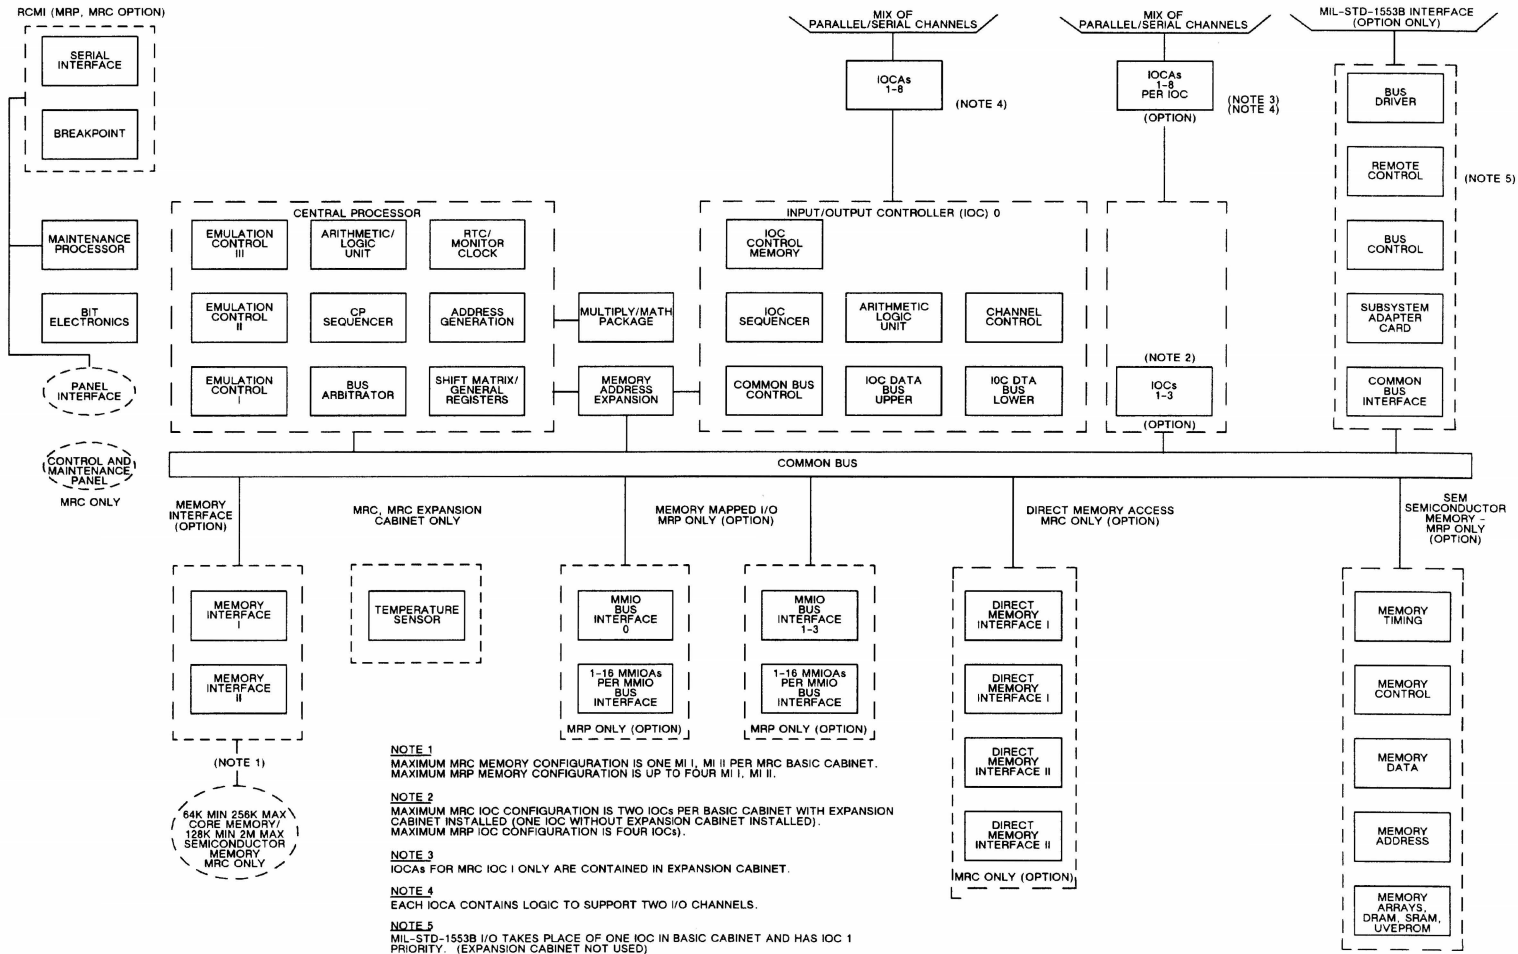 RCMI (MRP, MRC OPTION)
SERIAL
INTERFACE
BREAKPOINT
MAINTENANCE
PROCESSOR
BIT
ELECTRONICS
PANEL
INTERFACE
CONTROL AND
MAINTENANCE
PANEL
MRC ONLY
MIX OF
PARALLEL/SERIAL CHANNELS
IOCAs
1-8
(NOTE 4)
MIX OF
PARALLEL/SERIAL CHANNELS
IOCAs
1-8
PER IOC
(OPTION)
(NOTE 3)
(NOTE 4)
MIL-STD-1553B INTERFACE
(OPTION ONLY)
BUS
DRIVER
REMOTE
CONTROL
(NOTE 5)
BUS
CONTROL
SUBSYSTEM
ADAPTER
CARD
COMMON
BUS
INTERFACE
CENTRAL PROCESSOR
EMULATION
CONTROL
III
ARITHMETIC/
LOGIC
UNIT
RTC/
MONITOR
CLOCK
EMULATION
CONTROL
II
CP
SEQUENCER
ADDRESS
GENERATION
EMULATION
CONTROL
I
BUS
ARBITRATOR
SHIFT MATRIX/
GENERAL
REGISTERS
MULTIPLY/MATH
PACKAGE
MEMORY
ADDRESS
EXPANSION
INPUT/OUTPUT CONTROLLER (IOC) 0
IOC
CONTROL
MEMORY
IOC
SEQUENCER
ARITHMETIC
LOGIC
UNIT
CHANNEL
CONTROL
COMMON BUS
CONTROL
IOC DATA
BUS
UPPER
I0C DTA
BUS
LOWER
(NOTE 2)
IOCs
1-3
(OPTION)
COMMON BUS
MEMORY
INTERFACE
(OPTION)
MEMORY
INTERFACE
I
MEMORY
INTERFACE
II
(NOTE 1)
64K MIN 256K MAX
CORE MEMORY/
128K MIN 2M MAX
SEMICONDUCTOR
MEMORY
MRC ONLY
MRC, MRC EXPANSION
CABINET ONLY
TEMPERATURE
SENSOR
MEMORY MAPPED I/O
MRP ONLY (OPTION)
MMIO
BUS
INTERFACE
0
1-16 MMIOAs
PER MMIO
BUS
INTERFACE
MRP ONLY (OPTION)
MMIO
BUS
INTERFACE
1-3
1-16 MMIOAs
PER MMIO
BUS
INTERFACE
MRP ONLY (OPTION)
DIRECT MEMORY ACCESS
MRC ONLY (OPTION)
DIRECT
MEMORY
INTERFACE I
DIRECT
MEMORY
INTERFACE I
DIRECT
MEMORY
INTERFACE II
DIRECT
MEMORY
INTERFACE II
MRC ONLY (OPTION)
SEM
SEMICONDUCTOR
MEMORY -
MRP ONLY
(OPTION)
MEMORY
TIMING
MEMORY
CONTROL
MEMORY
DATA
MEMORY
ADDRESS
MEMORY
ARRAYS,
DRAM, SRAM,
UVEPROM
NOTE 1
MAXIMUM MRC MEMORY CONFIGURATION IS ONE MI I, MI II PER MRC BASIC CABINET.
MAXIMUM MRP MEMORY CONFIGURATION IS UP TO FOUR MI I, MI II.
NOTE 2
MAXIMUM MRC IOC CONFIGURATION IS TWO IOCs PER BASIC CABINET WITH EXPANSION
CABINET INSTALLED (ONE IOC WITHOUT EXPANSION CABINET INSTALLED).
MAXIMUM MRP IOC CONFIGURATION IS FOUR IOCs).
NOTE 3
IOCAs FOR MRC IOC I ONLY ARE CONTAINED IN EXPANSION CABINET.
NOTE 4
EACH IOCA CONTAINS LOGIC TO SUPPORT TWO I/O CHANNELS.
NOTE 5
MIL-STD-1553B I/O TAKES PLACE OF ONE IOC IN BASIC CABINET AND HAS IOC 1
PRIORITY. (EXPANSION CABINET NOT USED)